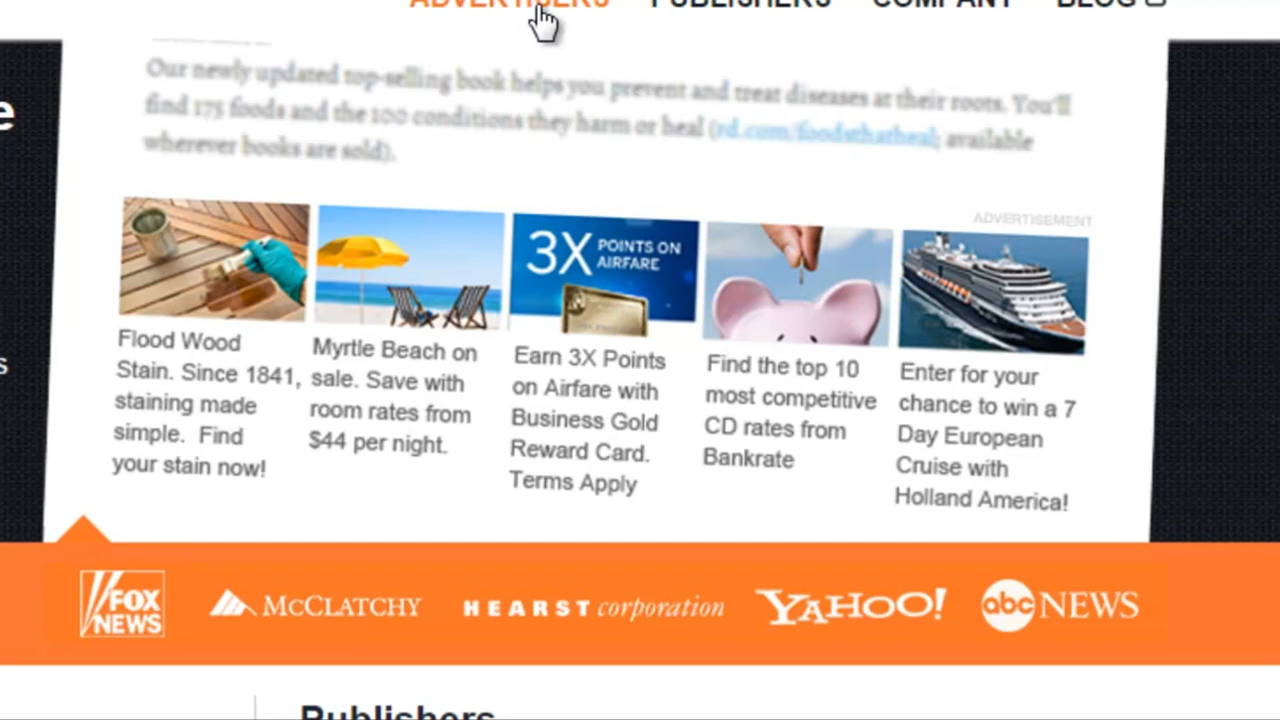 ADVERTISERS PUBLISHERS COMPANY BLOG
e
Our newly updated top-selling book helps you prevent and treat diseases at their roots. You'll
find 175 foods and the 100 conditions they harm or heal (rd.com/foodsthatheal; available
wherever books are sold).
s
ADVERTISEMENT
3X POINTS ON
AIRFARE
Flood Wood
Stain. Since 1841,
staining made
simple. Find
your stain now!
Myrtle Beach on
sale. Save with
room rates from
$44 per night.
Earn 3X Points
on Airfare with
Business Gold
Reward Card.
Terms Apply
Find the top 10
most competitive
CD rates from
Bankrate
Enter for your
chance to win a 7
Day European
Cruise with
Holland America!
FOX
NEWS
MCCLATCHY
HEARST corporation
YAHOO!
abc NEWS
Publishers